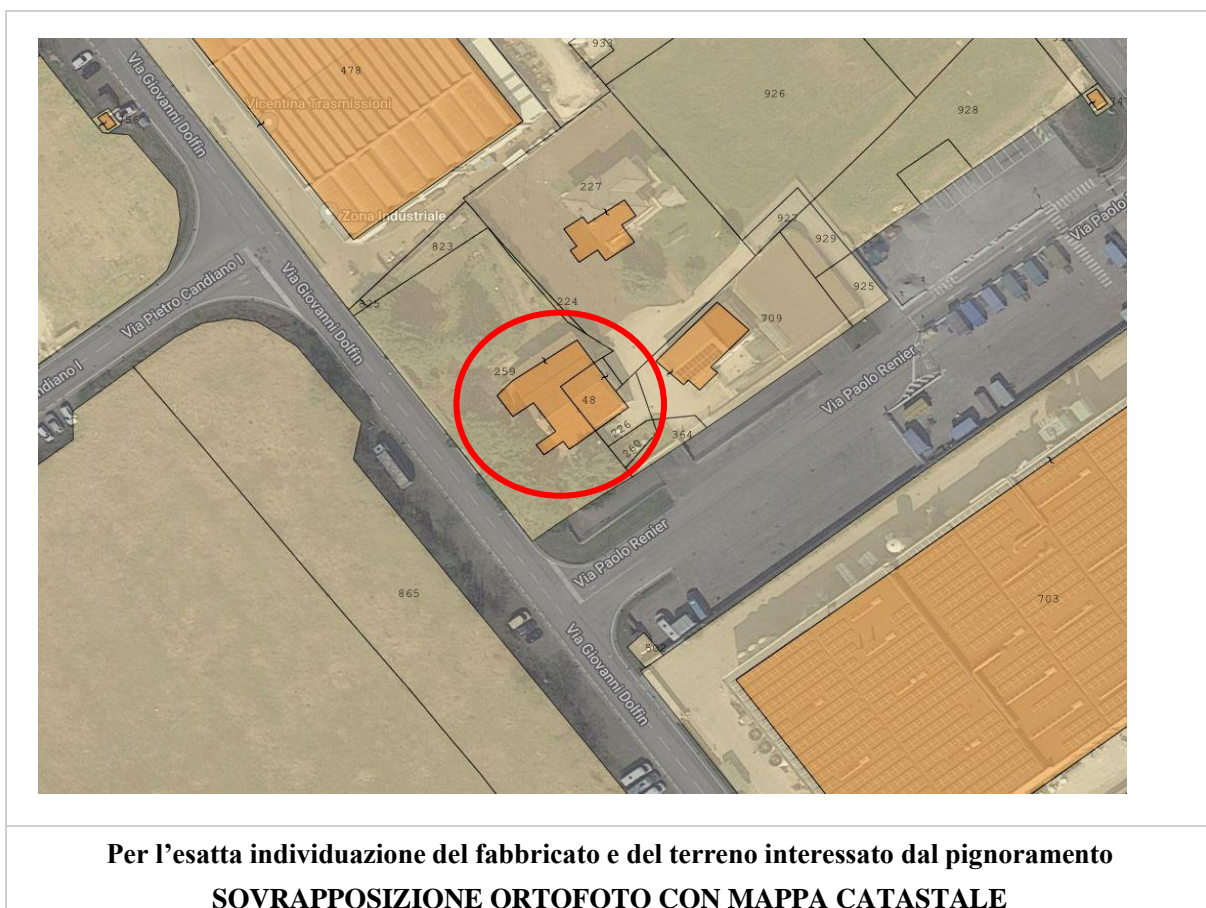 933
478
Vicentina Trasmissioni
Via Giovanni Dolfin
926
928
227
Zona Industriale
927
929
823
Via Paolo
Via Pietro Candiano I
Via Giovanni Dolfin
825
224
925
709
259
48
Via Paolo Renier
226
364
260
ndiano I
Via Paolo Renier
865
703
502
Via Giovanni Dolfin
Per l’esatta individuazione del fabbricato e del terreno interessato dal pignoramento
SOVRAPPOSIZIONE ORTOFOTO CON MAPPA CATASTALE